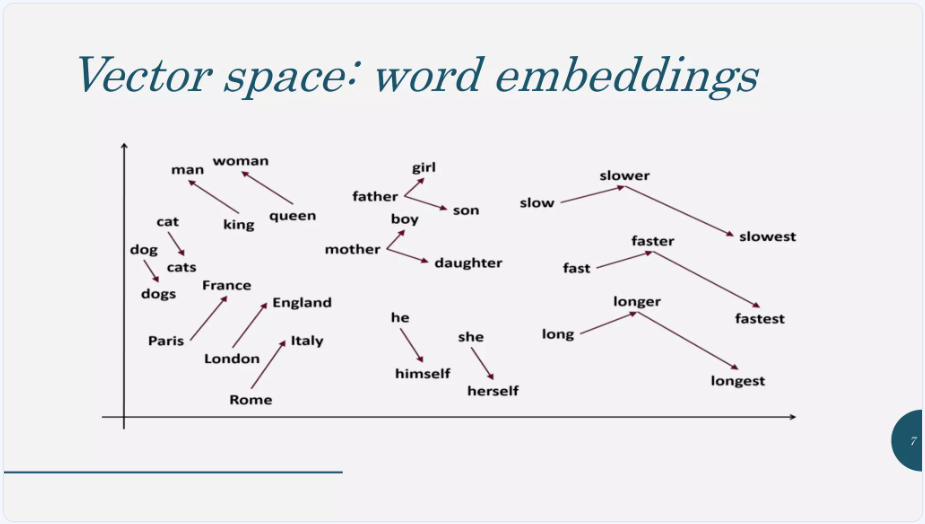 Vector space: word embeddings
man
woman
king
queen
cat
dog
cats
dogs
France
England
Paris
Italy
London
Rome
girl
father
son
boy
mother
daughter
he
she
himself
herself
slower
slow
slowest
faster
fast
fastest
longer
long
longest
7